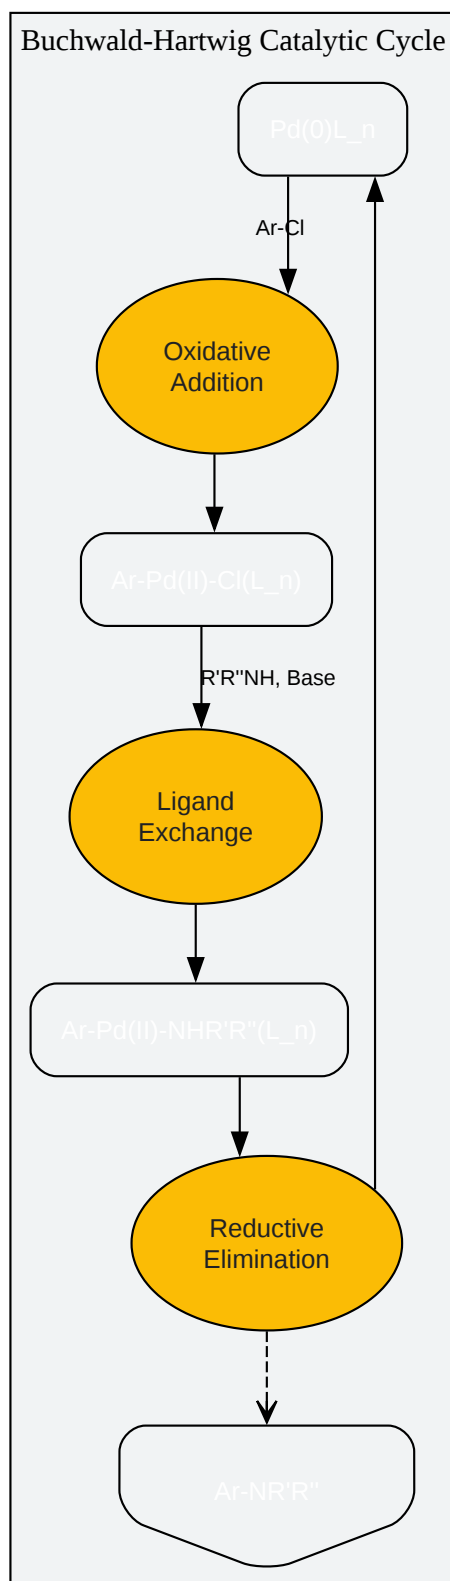 Buchwald-Hartwig Catalytic Cycle
Pd(0)L_n
Ar-Cl
Oxidative
Addition
Ar-Pd(II)-Cl(L_n)
R'R''NH, Base
Ligand
Exchange
Ar-Pd(II)-NHR'R''(L_n)
Reductive
Elimination
Ar-NR'R''